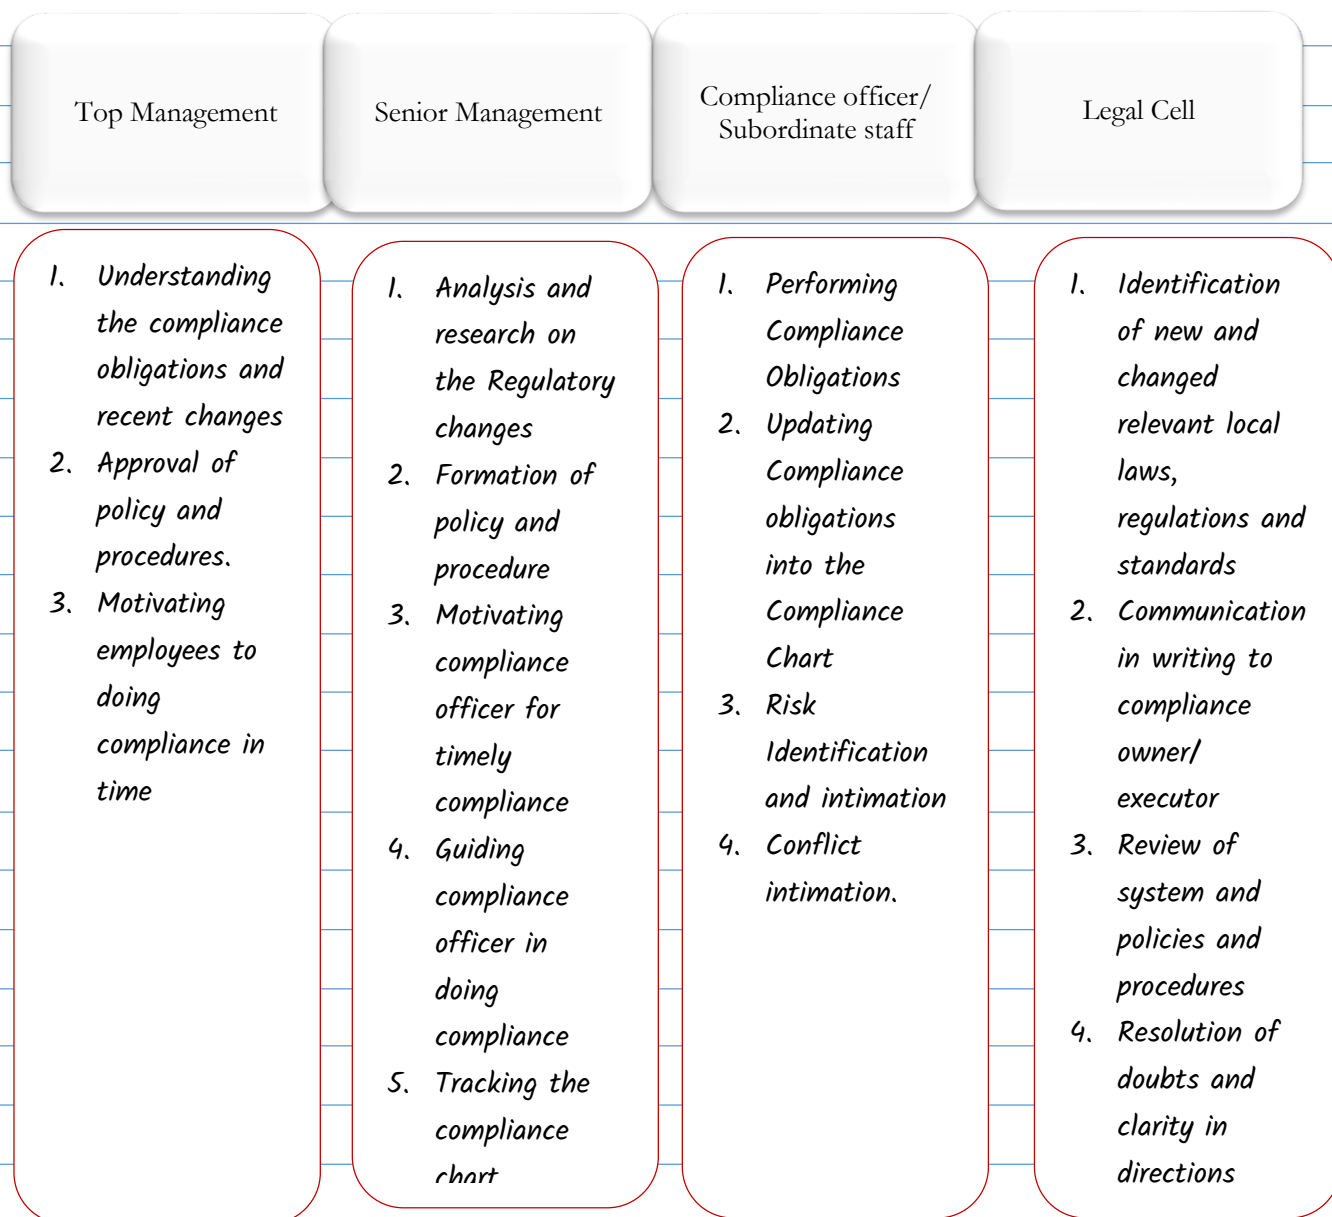 Top Management
Senior Management
Compliance officer/
Subordinate staff
Legal Cell
1. Understanding
the compliance
obligations and
recent changes
2. Approval of
policy and
procedures.
3. Motivating
employees to
doing
compliance in
time
1. Analysis and
research on
the Regulatory
changes
2. Formation of
policy and
procedure
3. Motivating
compliance
officer for
timely
compliance
4. Guiding
compliance
officer in
doing
compliance
5. Tracking the
compliance
chart
1. Performing
Compliance
Obligations
2. Updating
Compliance
obligations
into the
Compliance
Chart
3. Risk
Identification
and intimation
4. Conflict
intimation.
1. Identification
of new and
changed
relevant local
laws,
regulations and
standards
2. Communication
in writing to
compliance
owner/
executor
3. Review of
system and
policies and
procedures
4. Resolution of
doubts and
clarity in
directions